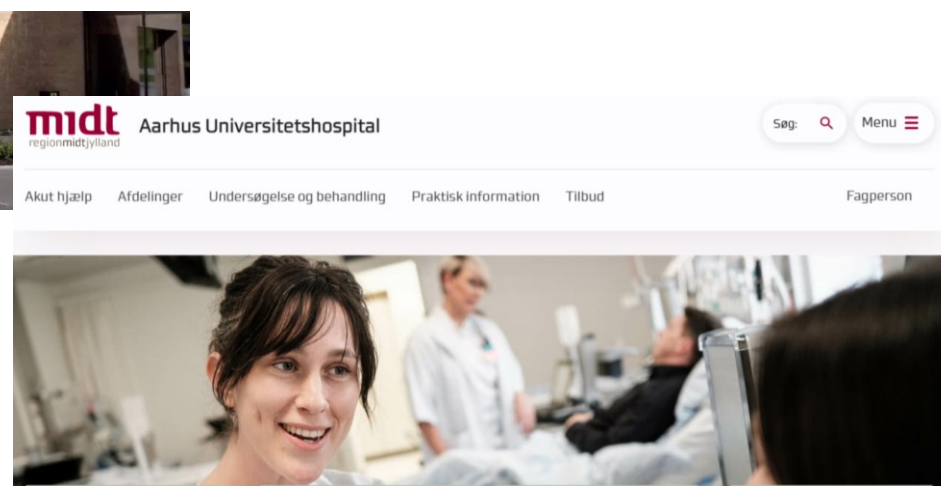 midt
regionmidtjylland
Aarhus Universitetshospital
Søg:
Menu
Akut hjælp
Afdelinger
Undersøgelse og behandling
Praktisk information
Tilbud
Fagperson